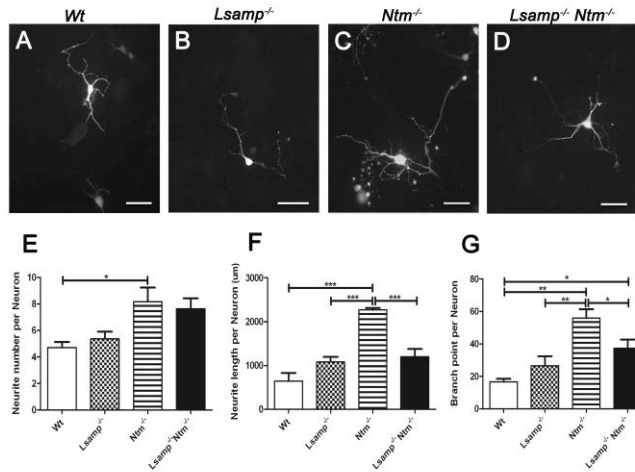 Wt Lsamp-/- Ntm-/- Lsamp-/- Ntm-/-
A B C D
E F G
Neurite number per Neuron
10
8
6
4
2
0
*
Wt Lsamp-/- Ntm-/- Lsamp-/-Ntm-/-
Neurite length per Neuron (um)
3000
2000
1000
0
***
*** ***
Wt Lsamp-/- Ntm-/- Lsamp-/-Ntm-/-
Branch point per Neuron
80
60
40
20
0
*
**
** *
Wt Lsamp-/- Ntm-/- Lsamp-/-Ntm-/-